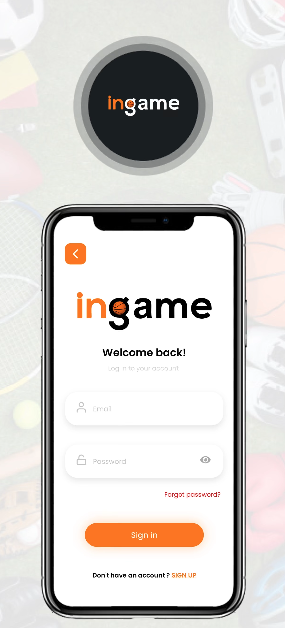 ingame
ingame
Welcome back!
Log in to your account
Email
Password
Forgot password?
Sign in
Don't have an account ? SIGN UP